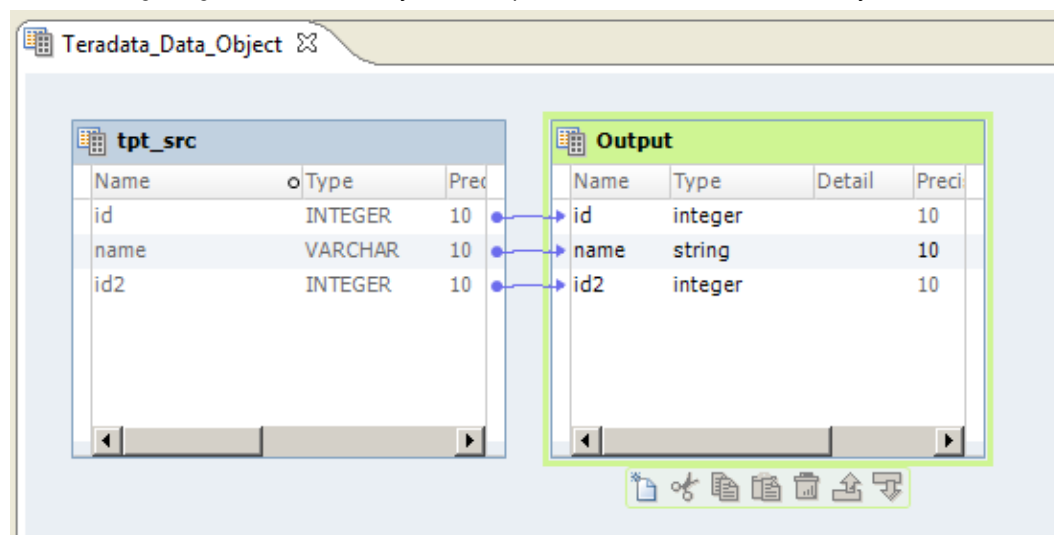 Teradata_Data_Object
tpt_src
Name Type Prec
id INTEGER 10
name VARCHAR 10
id2 INTEGER 10
Output
Name Type Detail Preci
id integer 10
name string 10
id2 integer 10